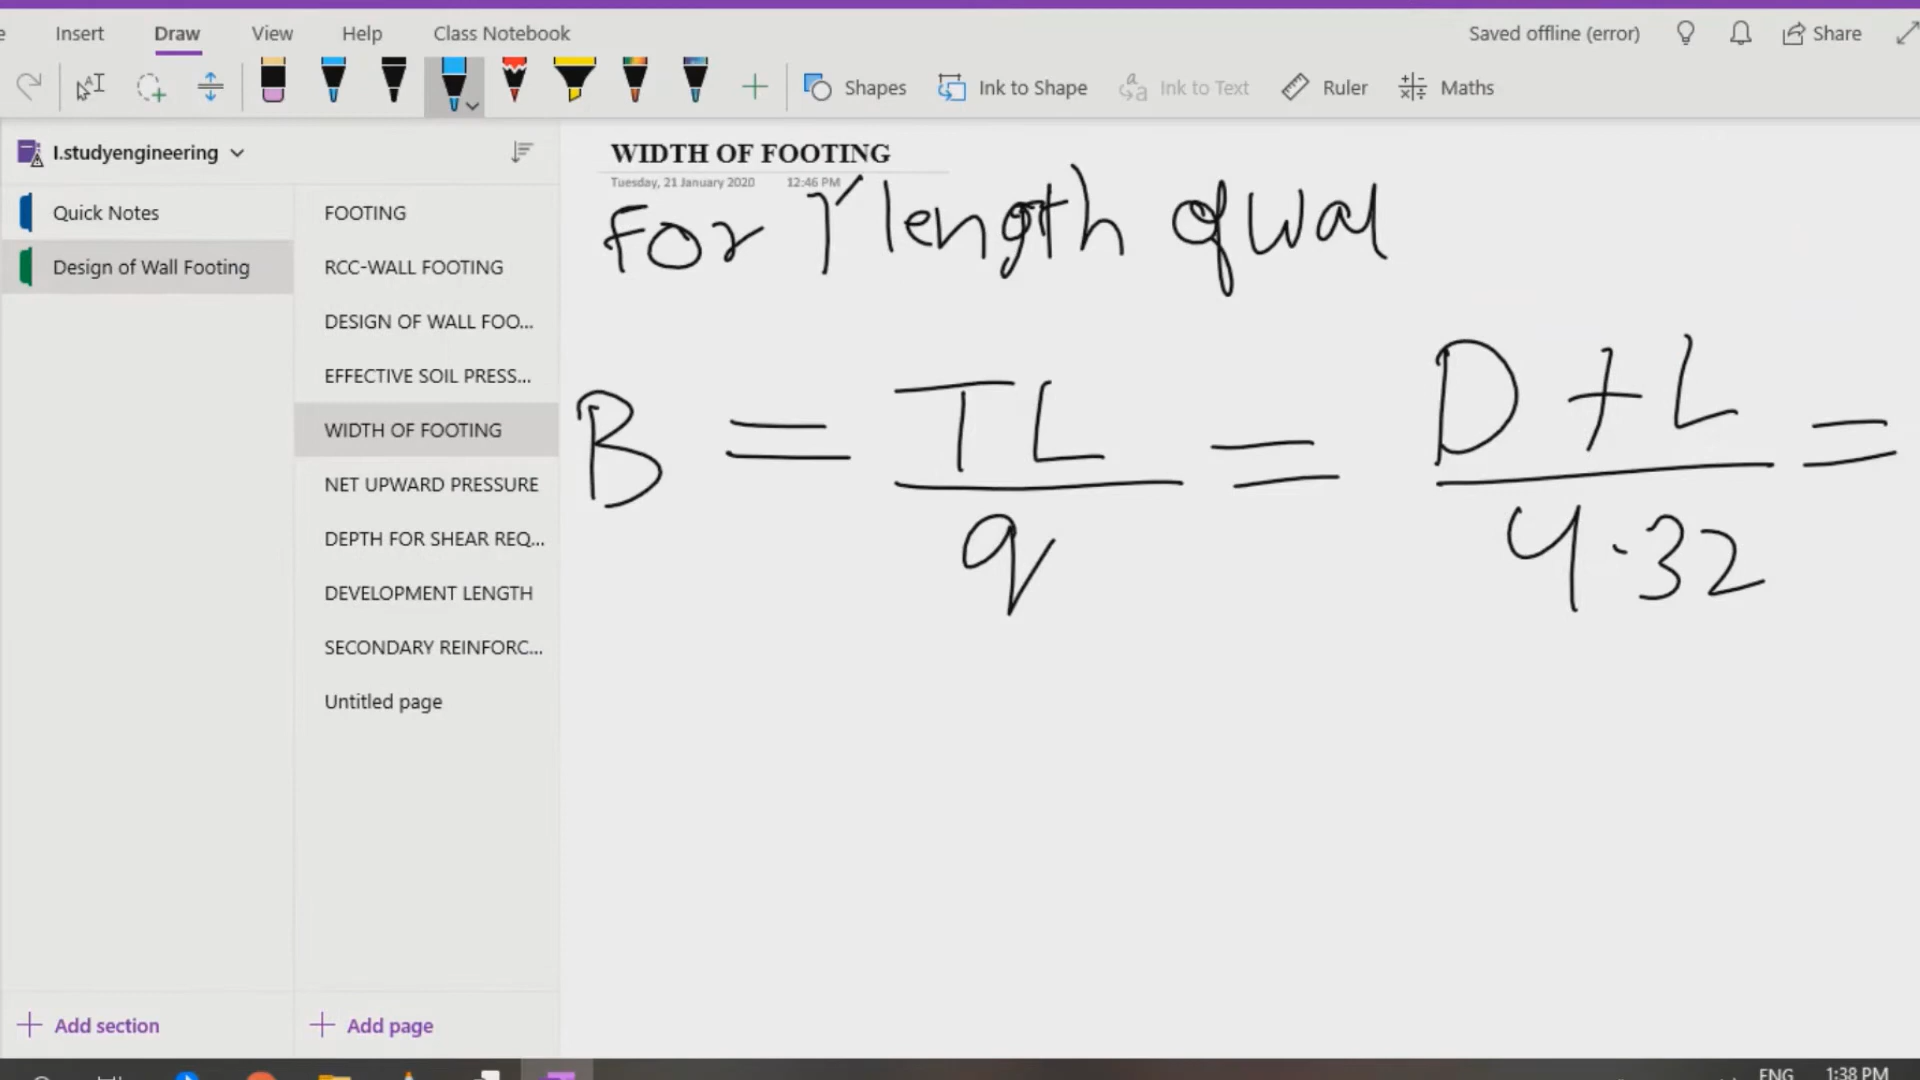 Insert Draw View Help Class Notebook Saved offline (error) Share
Shapes Ink to Shape Ink to Text Ruler Maths
I.studyengineering
Quick Notes
Design of Wall Footing
FOOTING
RCC-WALL FOOTING
DESIGN OF WALL FOO...
EFFECTIVE SOIL PRESS...
WIDTH OF FOOTING
NET UPWARD PRESSURE
DEPTH FOR SHEAR REQ...
DEVELOPMENT LENGTH
SECONDARY REINFORC...
Untitled page
Add section
Add page
WIDTH OF FOOTING
Tuesday, 21 January 2020 12:46 PM
For 1' length of wal
B = TL / q = D + L / 4.32 =
ENG 1:38 PM